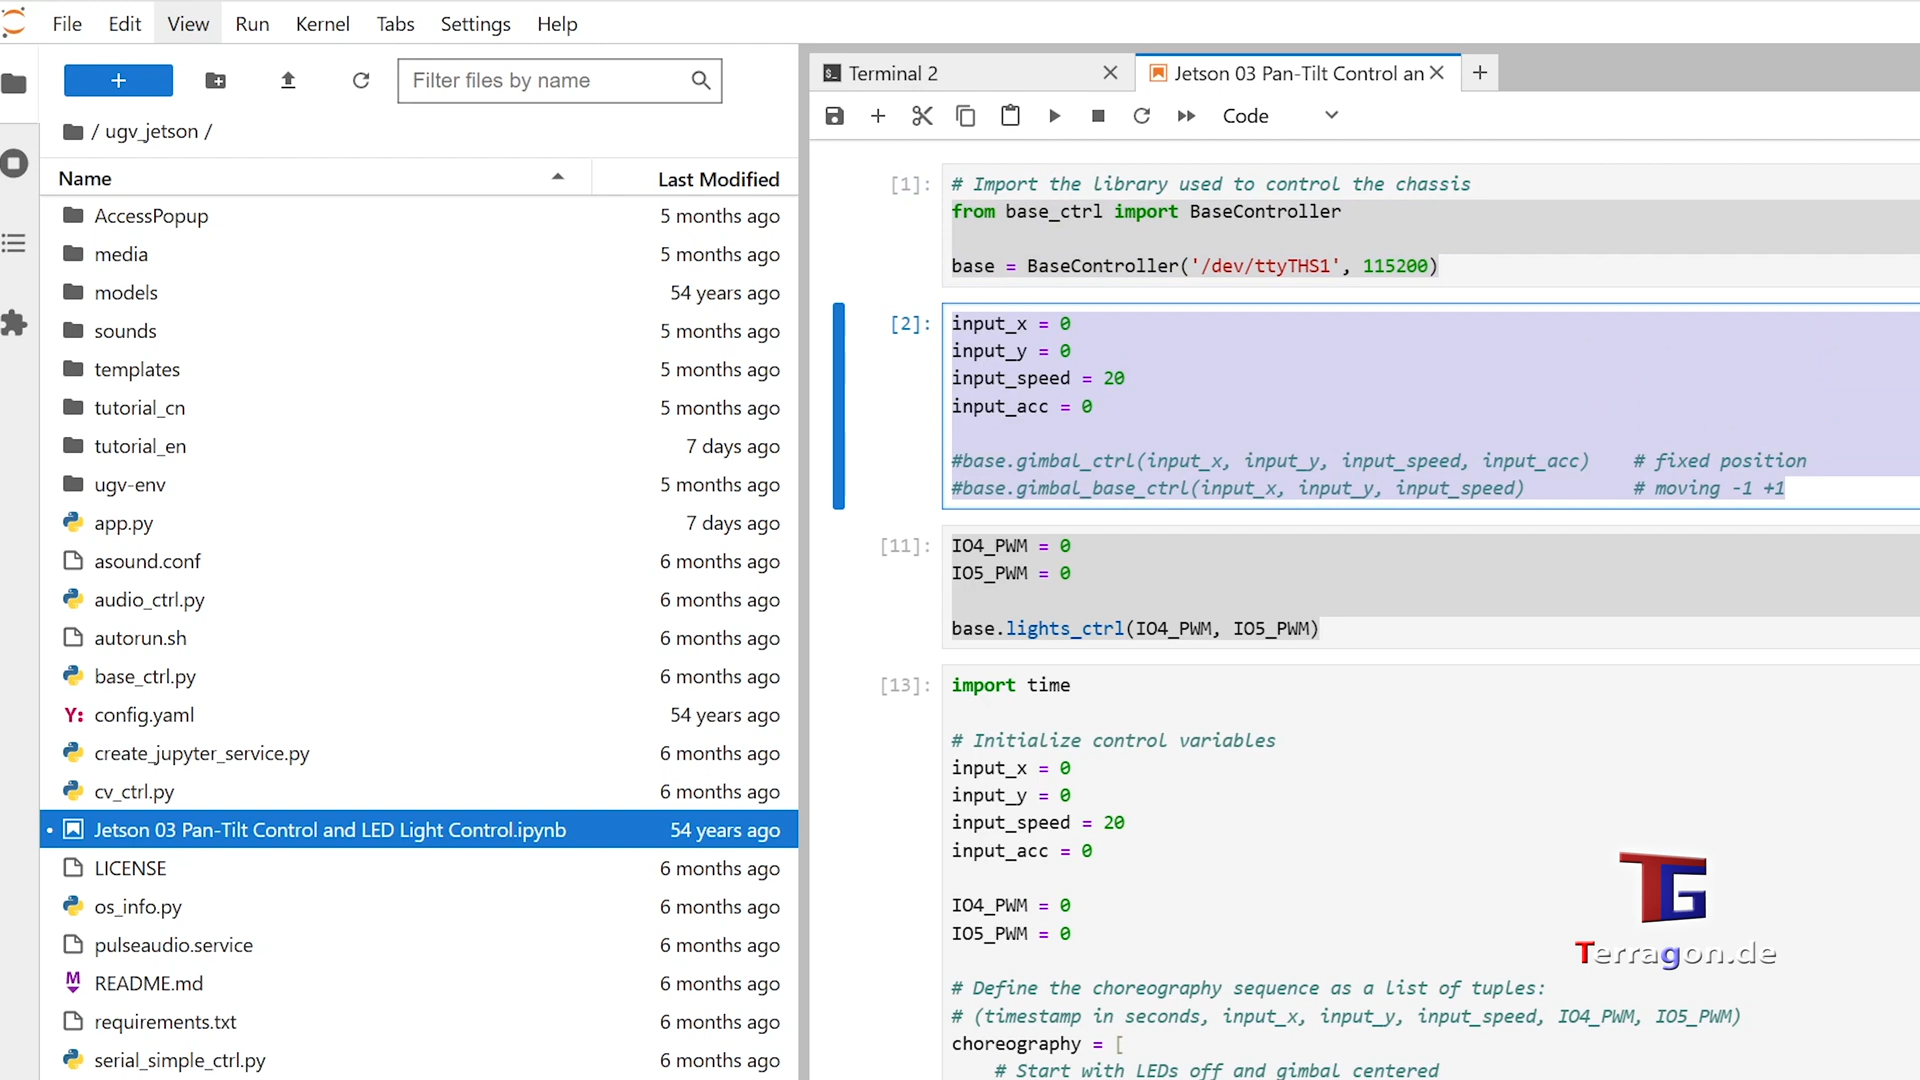 File Edit View Run Kernel Tabs Settings Help
+
Filter files by name
/ ugv_jetson /
Name Last Modified
AccessPopup 5 months ago
media 5 months ago
models 54 years ago
sounds 5 months ago
templates 5 months ago
tutorial_cn 5 months ago
tutorial_en 7 days ago
ugv-env 5 months ago
app.py 7 days ago
asound.conf 6 months ago
audio_ctrl.py 6 months ago
autorun.sh 6 months ago
base_ctrl.py 6 months ago
Y: config.yaml 54 years ago
create_jupyter_service.py 6 months ago
cv_ctrl.py 6 months ago
• Jetson 03 Pan-Tilt Control and LED Light Control.ipynb 54 years ago
LICENSE 6 months ago
os_info.py 6 months ago
pulseaudio.service 6 months ago
README.md 6 months ago
requirements.txt 6 months ago
serial_simple_ctrl.py 6 months ago
Terminal 2
Jetson 03 Pan-Tilt Control an
Code
[1]: # Import the library used to control the chassis
from base_ctrl import BaseController
base = BaseController('/dev/ttyTHS1', 115200)
[2]: input_x = 0
input_y = 0
input_speed = 20
input_acc = 0
#base.gimbal_ctrl(input_x, input_y, input_speed, input_acc) # fixed position
#base.gimbal_base_ctrl(input_x, input_y, input_speed) # moving -1 +1
[11]: IO4_PWM = 0
IO5_PWM = 0
base.lights_ctrl(IO4_PWM, IO5_PWM)
[13]: import time
# Initialize control variables
input_x = 0
input_y = 0
input_speed = 20
input_acc = 0
IO4_PWM = 0
IO5_PWM = 0
# Define the choreography sequence as a list of tuples:
# (timestamp in seconds, input_x, input_y, input_speed, IO4_PWM, IO5_PWM)
choreography = [
# Start with LEDs off and gimbal centered
TG
Terragon.de